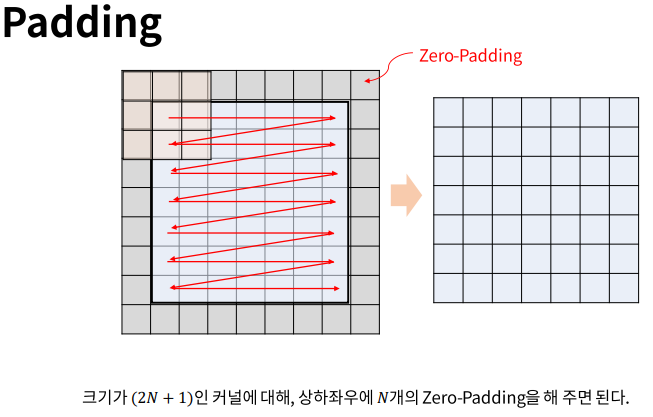 Padding
Zero-Padding
크기가 (2N + 1)인 커널에 대해, 상하좌우에 N개의 Zero-Padding을 해 주면 된다.